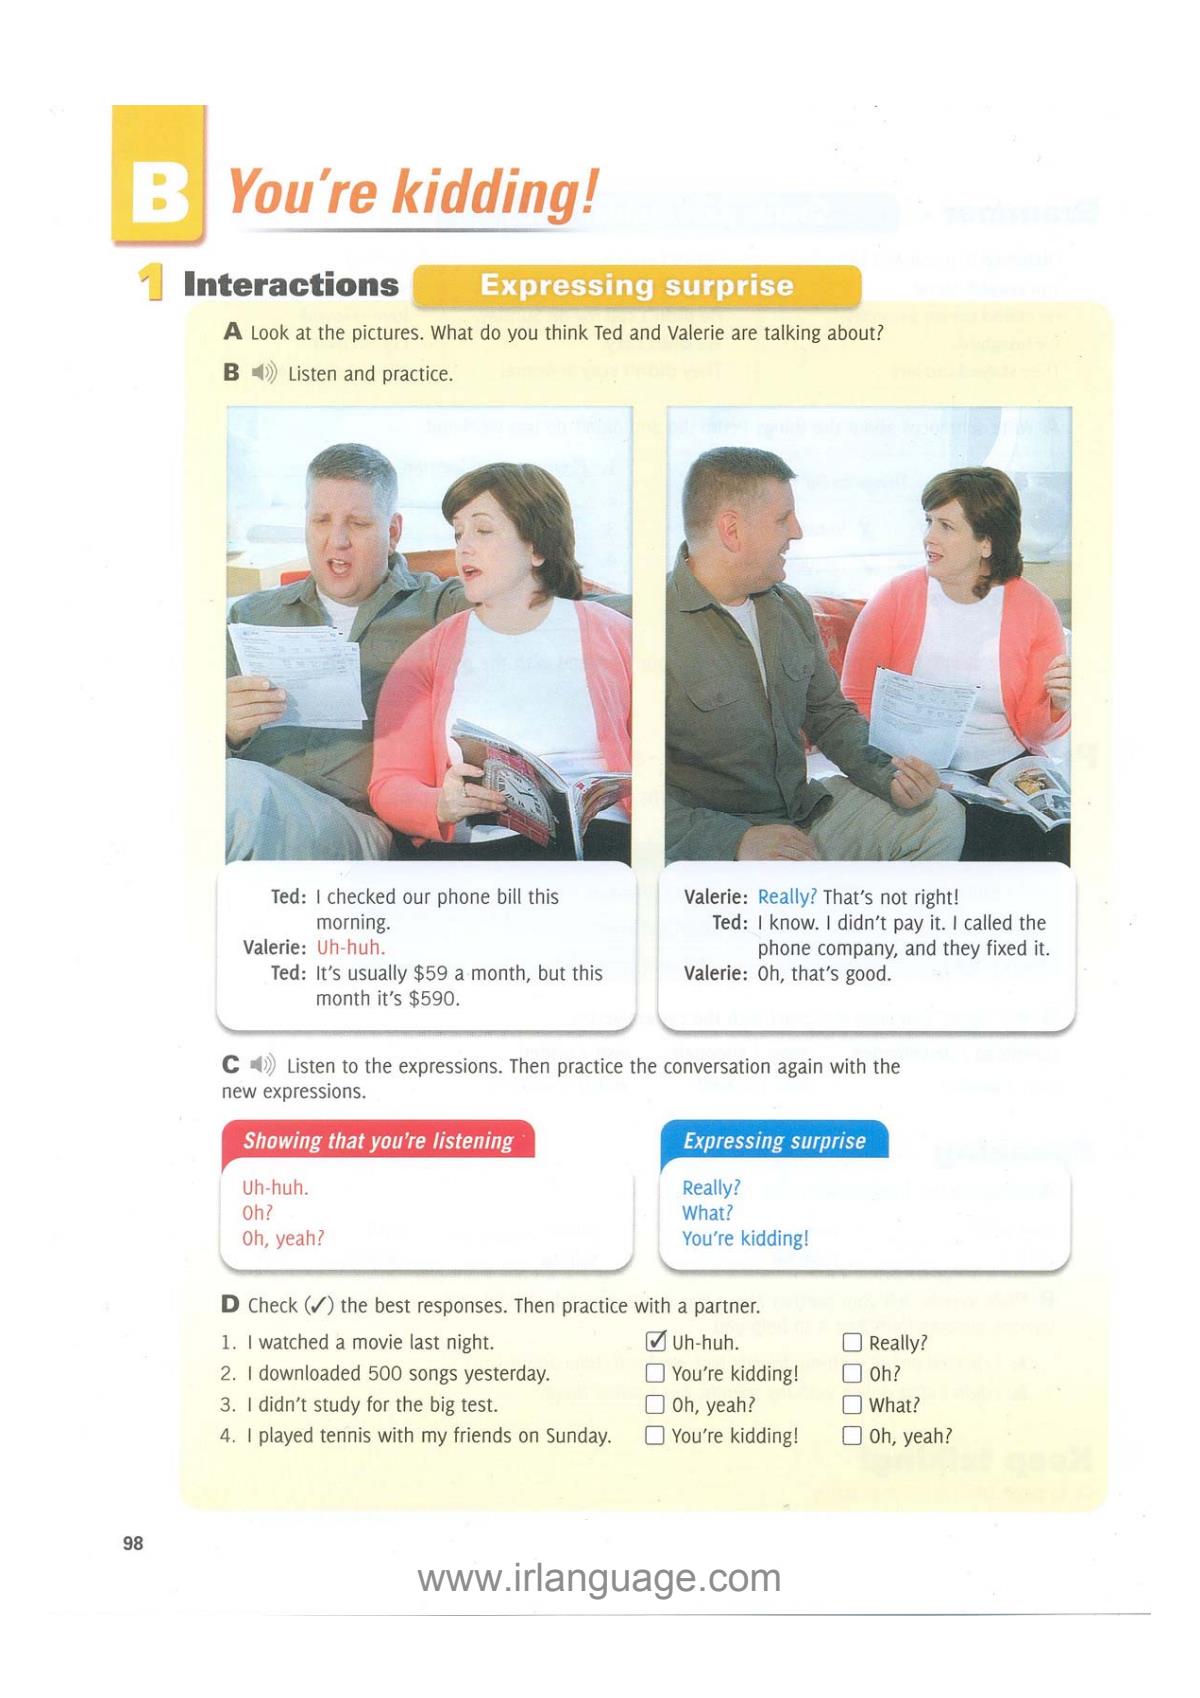 B You're kidding!
1 Interactions Expressing surprise
A Look at the pictures. What do you think Ted and Valerie are talking about?
B Listen and practice.
Ted: I checked our phone bill this
morning.
Valerie: Uh-huh.
Ted: It's usually $59 a month, but this
month it's $590.
Valerie: Really? That's not right!
Ted: I know. I didn't pay it. I called the
phone company, and they fixed it.
Valerie: Oh, that's good.
C Listen to the expressions. Then practice the conversation again with the
new expressions.
Showing that you're listening
Uh-huh.
Oh?
Oh, yeah?
Expressing surprise
Really?
What?
You're kidding!
D Check (✓) the best responses. Then practice with a partner.
1. I watched a movie last night. ☑ Uh-huh. ☐ Really?
2. I downloaded 500 songs yesterday. ☐ You're kidding! ☐ Oh?
3. I didn't study for the big test. ☐ Oh, yeah? ☐ What?
4. I played tennis with my friends on Sunday. ☐ You're kidding! ☐ Oh, yeah?
98
www.irlanguage.com